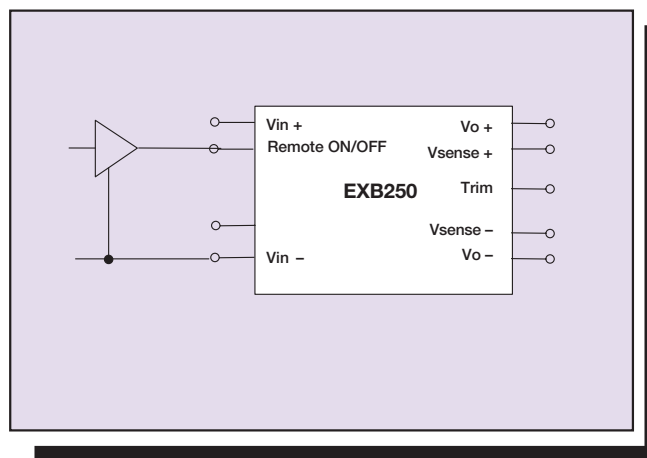 Vin +
Remote ON/OFF
Vin –
EXB250
Vo +
Vsense +
Trim
Vsense –
Vo –